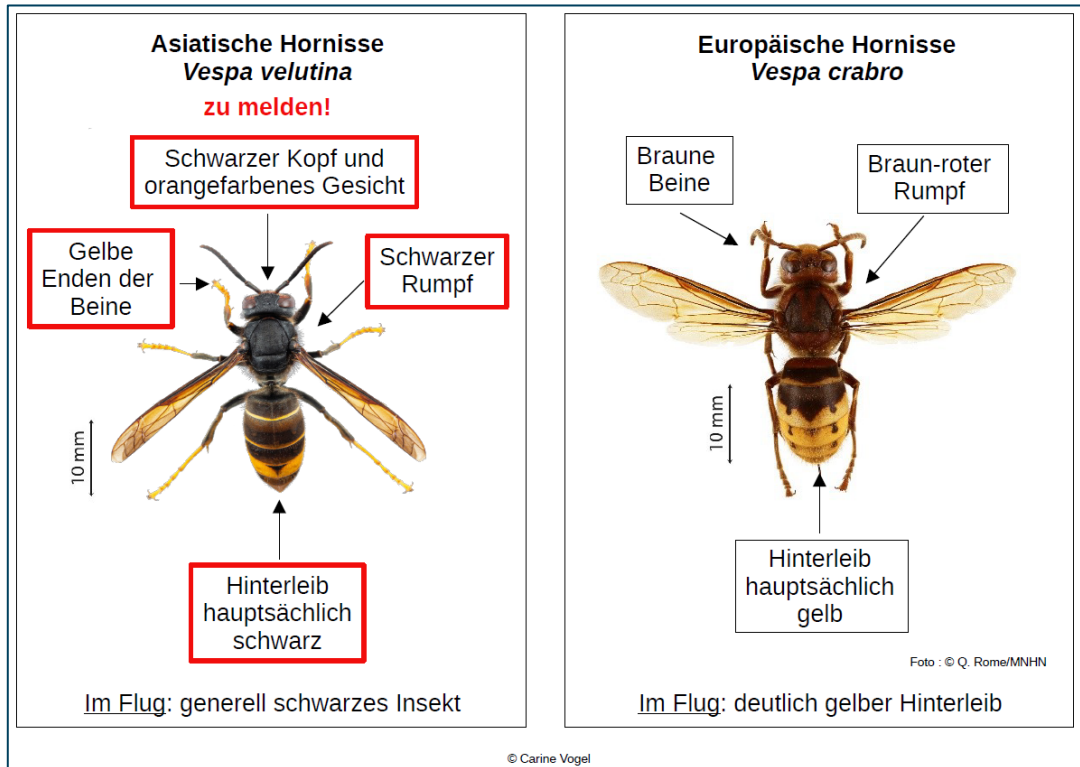 Asiatische Hornisse
Vespa velutina
zu melden!
Schwarzer Kopf und
orangefarbenes Gesicht
Gelbe
Enden der
Beine
Schwarzer
Rumpf
10 mm
Hinterleib
hauptsächlich
schwarz
Im Flug: generell schwarzes Insekt
Europäische Hornisse
Vespa crabro
Braune
Beine
Braun-roter
Rumpf
10 mm
Hinterleib
hauptsächlich
gelb
Foto : © Q. Rome/MNHN
Im Flug: deutlich gelber Hinterleib
© Carine Vogel